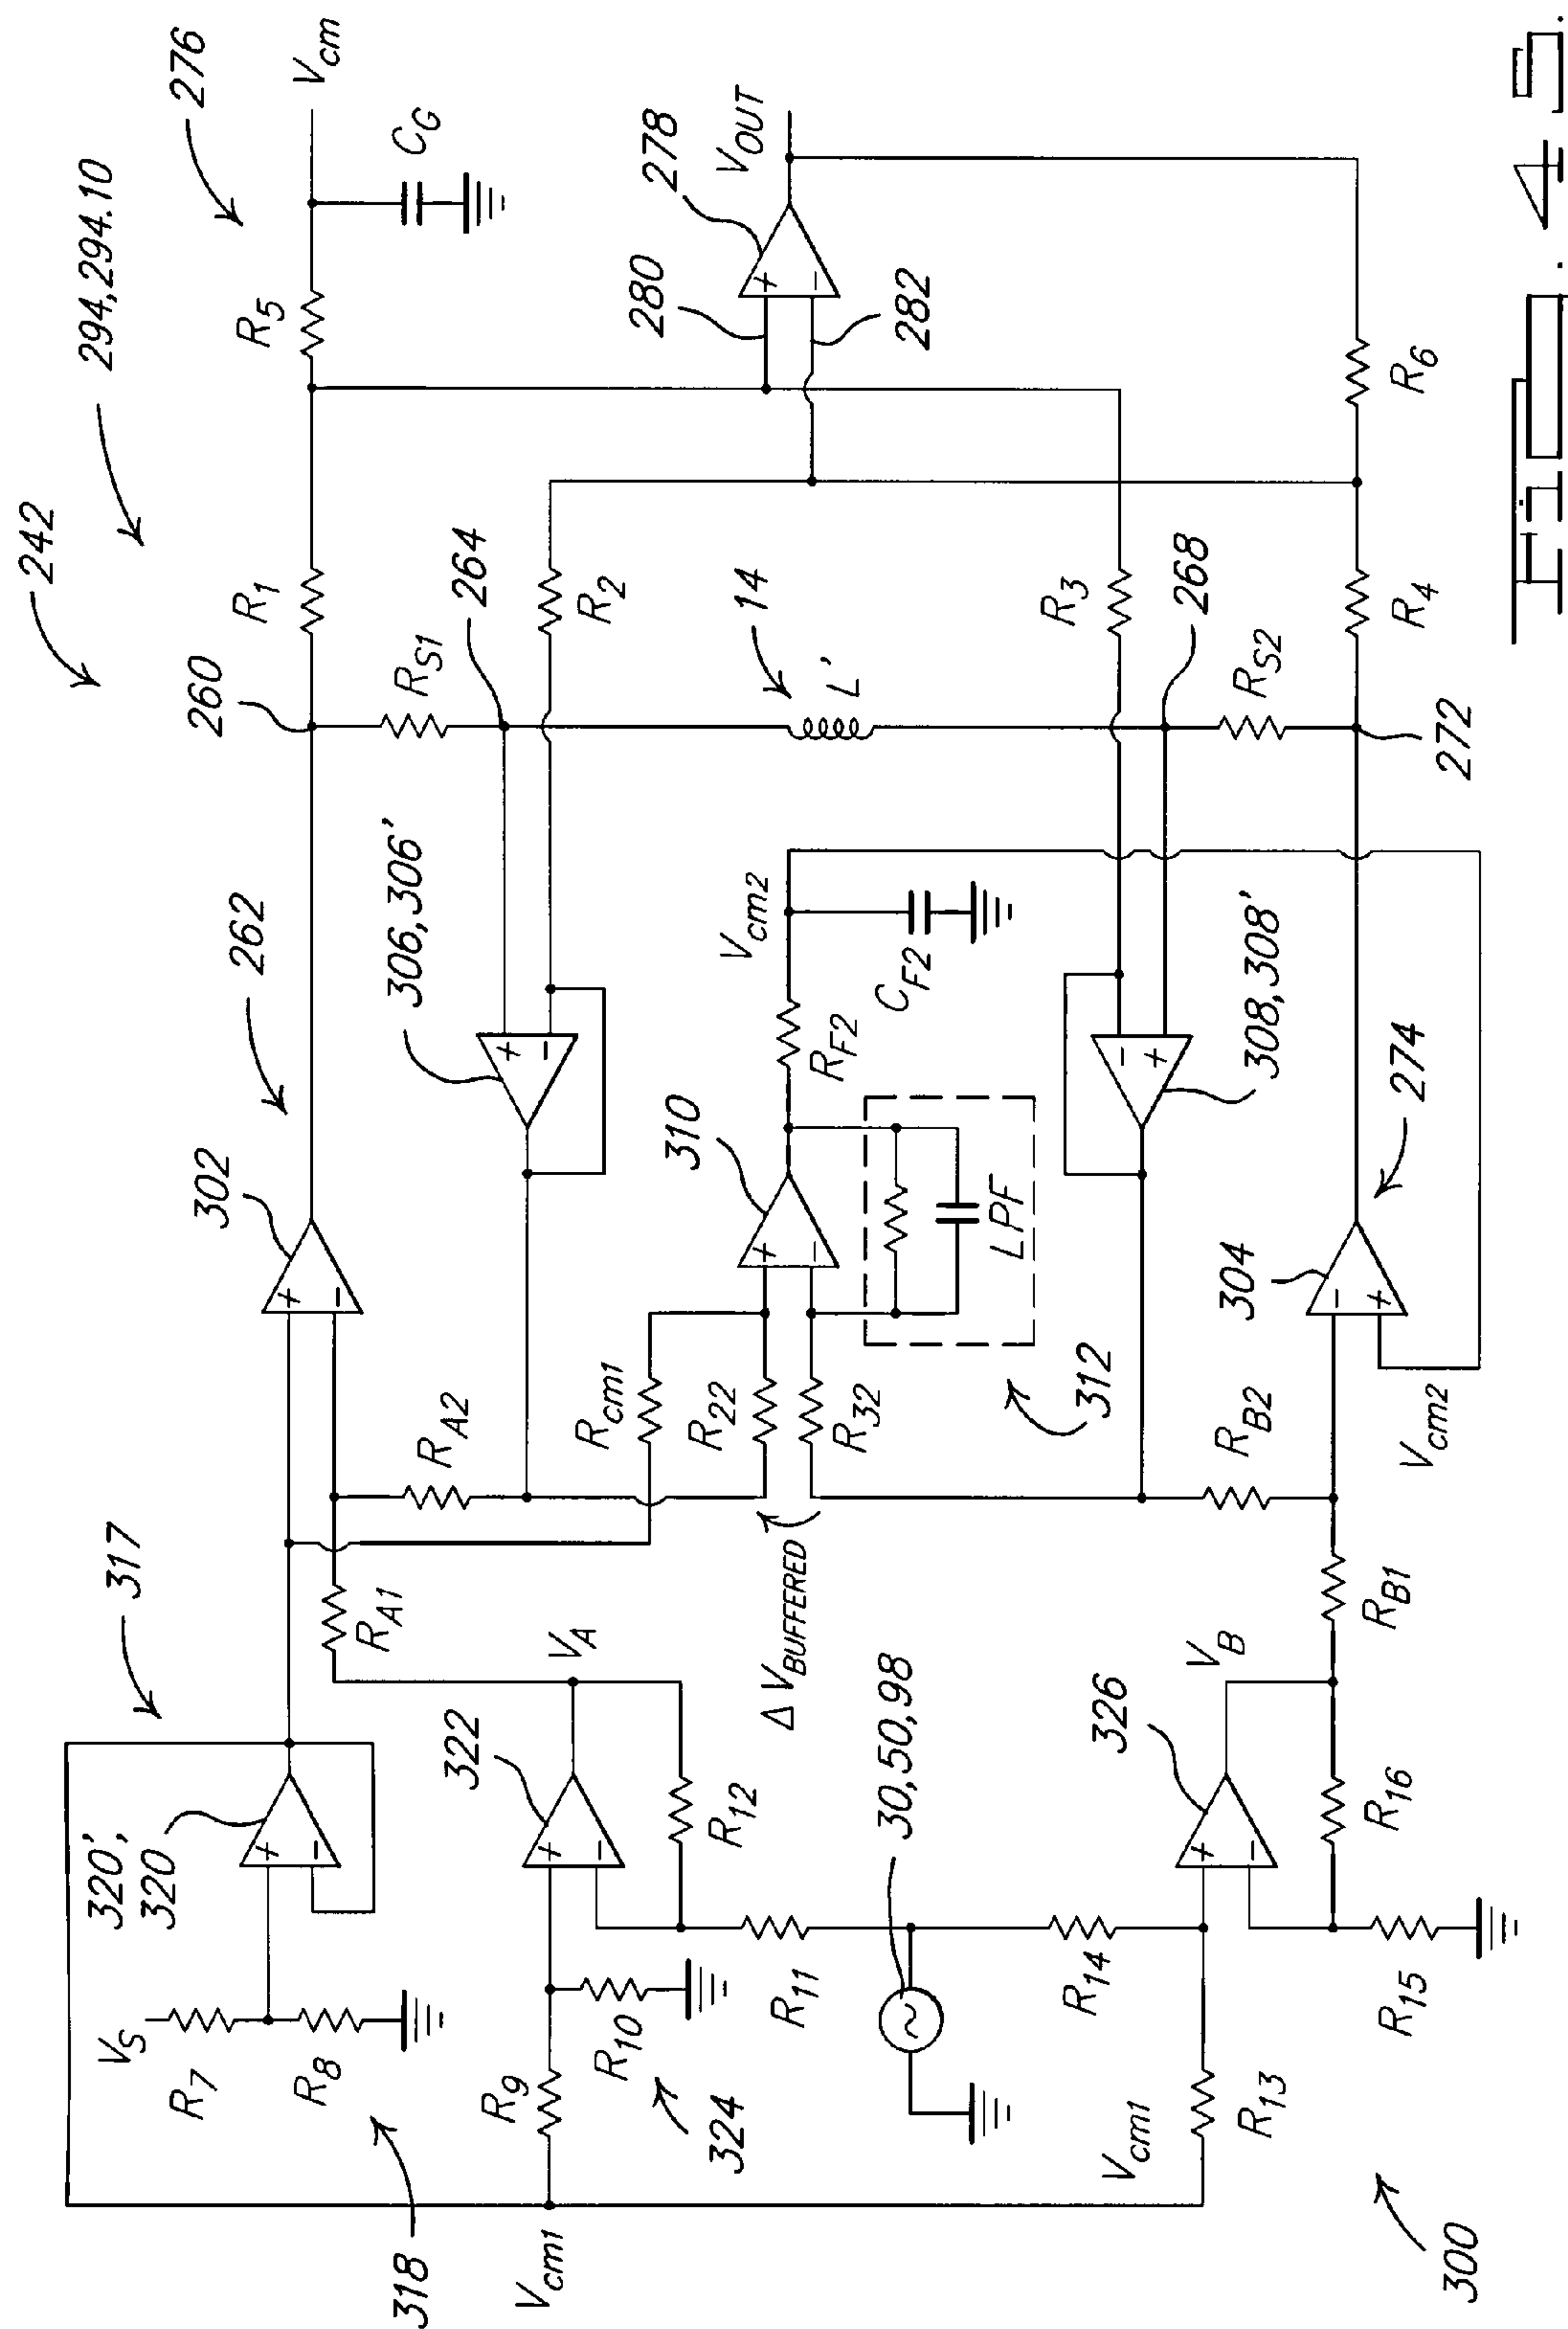 242
294, 294.10
276
260
R1
R5
Vcm
CG
262
302
RS1
264
R2
306, 306'
278
VOUT
280
282
14
L'
317
320',
320
VS
R7
R8
318
RA1
RA2
Rcm1
R22
R32
310
RF2
Vcm2
CF2
LPF
312
R3
268
RS2
308, 308'
R4
R6
272
274
304
Vcm2
RB2
RB1
VA
ΔVBUFFERED
322
R12
R9
R10
324
Vcm1
R11
30, 50, 98
R14
VB
326
R16
R15
R13
Vcm1
300
FIG. 45.